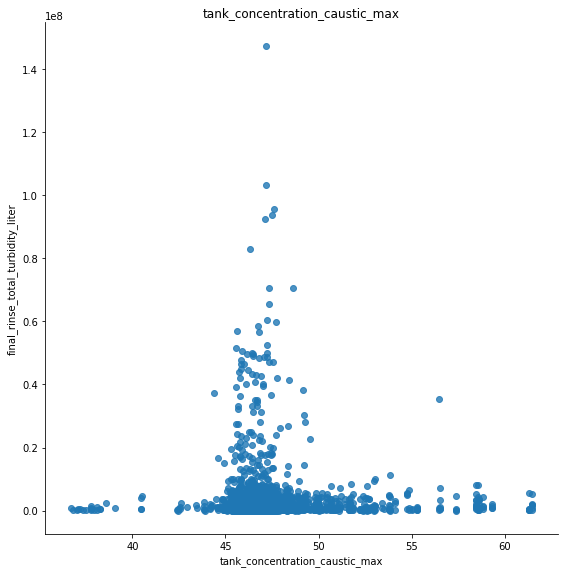 tank_concentration_caustic_max
1e8
1.4
1.2
1.0
0.8
0.6
0.4
0.2
0.0
final_rinse_total_turbidity_liter
40 45 50 55 60
tank_concentration_caustic_max